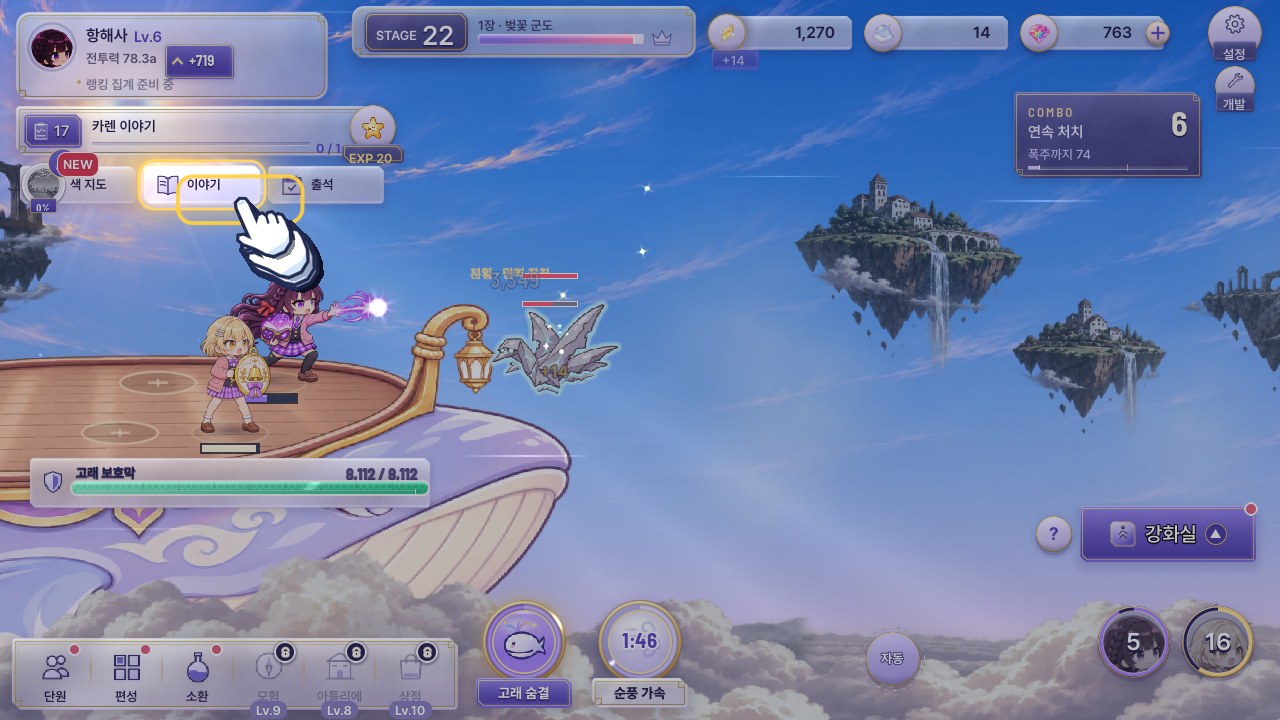 항해사 Lv.6
전투력 78.3a
+719
* 랭킹 집계 준비 중
STAGE 22
1장 · 벚꽃 군도
1,270
+14
14
763
설정
개발
17
카렌 이야기
0 / 1
EXP 20
NEW
색 지도
0%
이야기
출석
COMBO
연속 처치
6
폭주까지 74
3,549
+14
고래 보호막
8,112 / 8,112
?
강화실
단원
편성
소환
모험
Lv.9
아틀리에
Lv.8
상점
Lv.10
고래 숨결
1:46
순풍 가속
자동
5
16